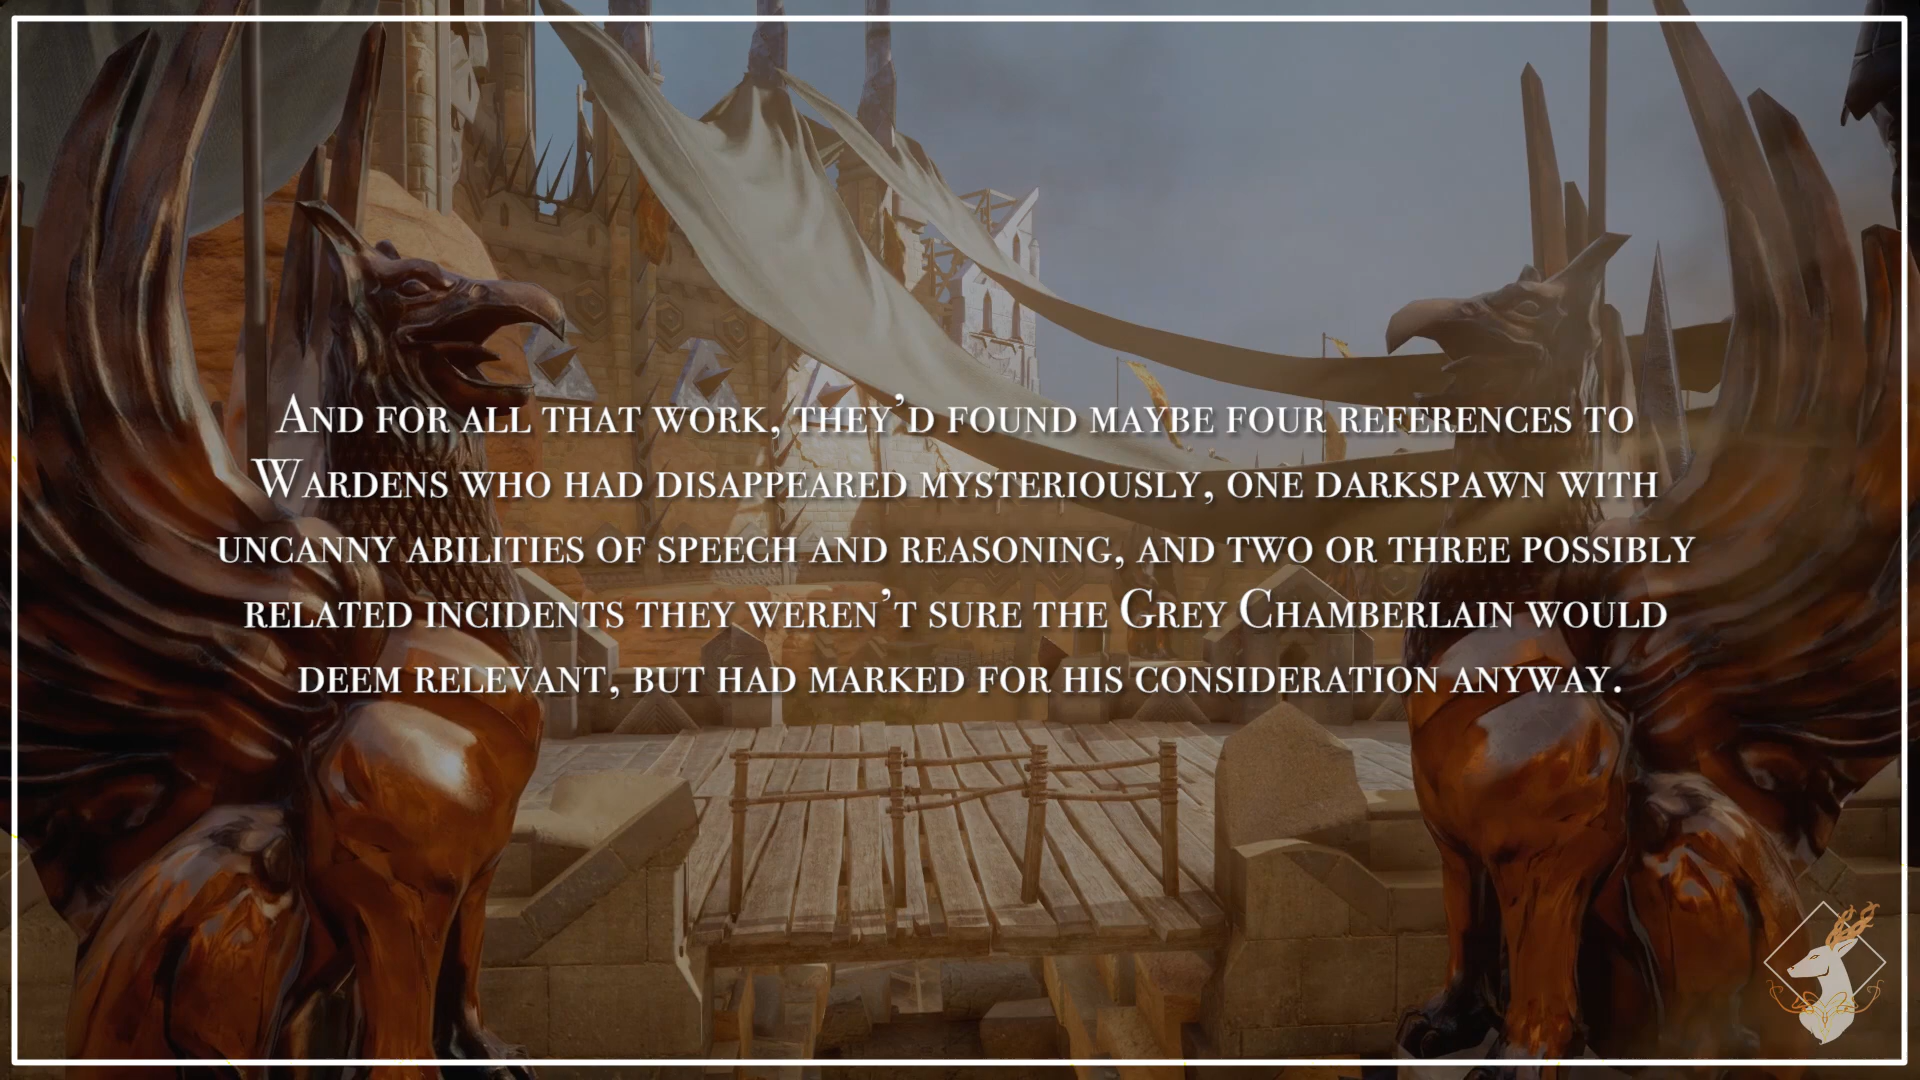 And for all that work, they’d found maybe four references to
Wardens who had disappeared mysteriously, one darkspawn with
uncanny abilities of speech and reasoning, and two or three possibly
related incidents they weren’t sure the Grey Chamberlain would
deem relevant, but had marked for his consideration anyway.